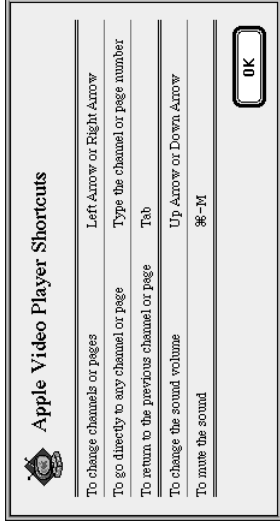 Apple Video Player Shortcuts
To change channels or pages Left Arrow or Right Arrow
To go directly to any channel or page Type the channel or page number
To return to the previous channel or page Tab
To change the sound volume Up Arrow or Down Arrow
To mute the sound ⌘-M
OK